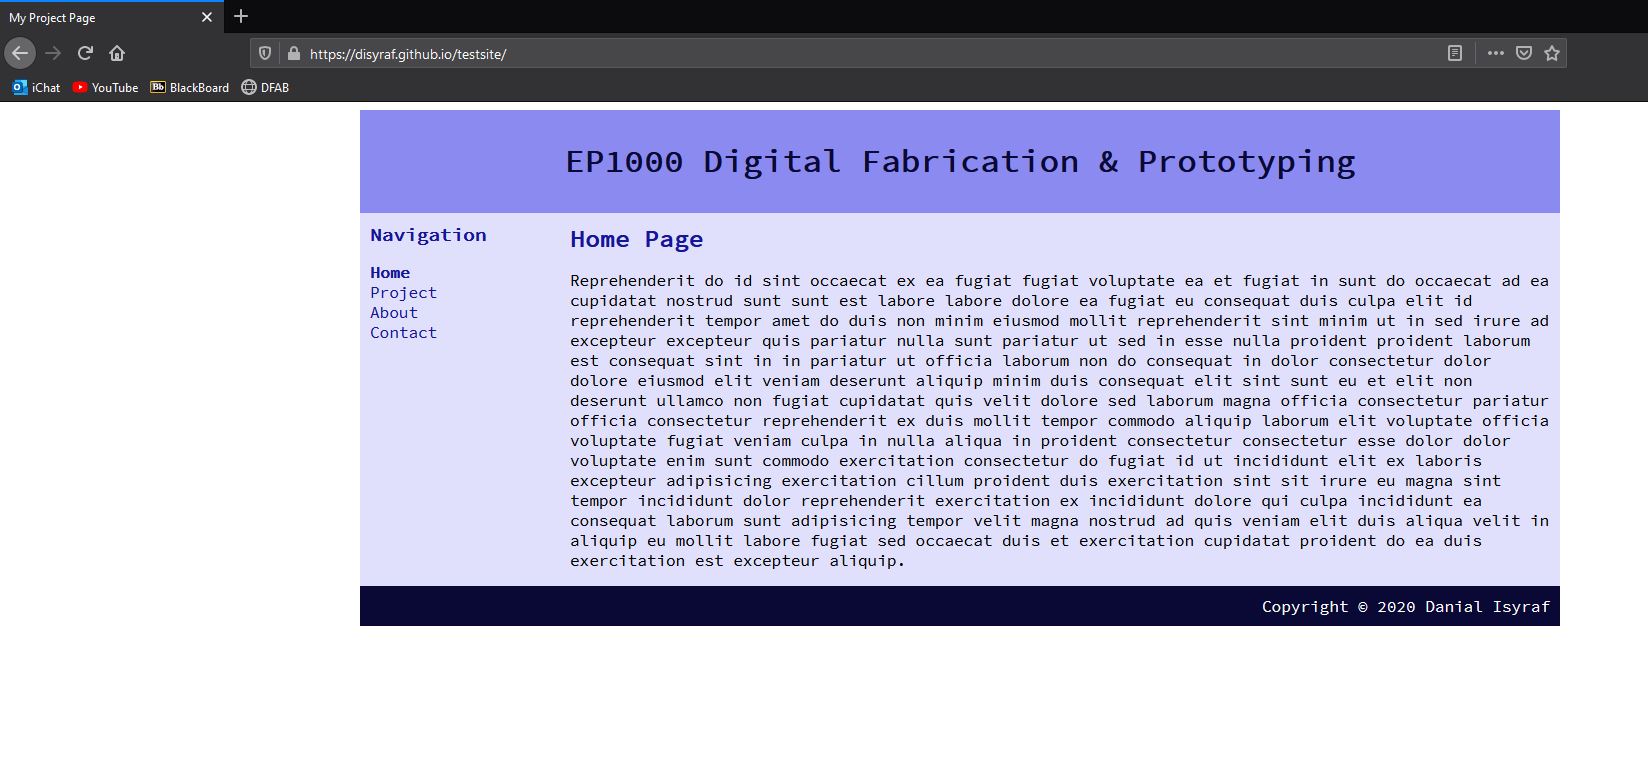 My Project Page
https://disyraf.github.io/testsite/
iChat YouTube Bb BlackBoard DFAB
EP1000 Digital Fabrication & Prototyping
Navigation
Home
Project
About
Contact
Home Page
Reprehenderit do id sint occaecat ex ea fugiat fugiat voluptate ea et fugiat in sunt do occaecat ad ea
cupidatat nostrud sunt sunt est labore labore dolore ea fugiat eu consequat duis culpa elit id
reprehenderit tempor amet do duis non minim eiusmod mollit reprehenderit sint minim ut in sed irure ad
excepteur excepteur quis pariatur nulla sunt pariatur ut sed in esse nulla proident proident laborum
est consequat sint in in pariatur ut officia laborum non do consequat in dolor consectetur dolor
dolore eiusmod elit veniam deserunt aliquip minim duis consequat elit sint sunt eu et elit non
deserunt ullamco non fugiat cupidatat quis velit dolore sed laborum magna officia consectetur pariatur
officia consectetur reprehenderit ex duis mollit tempor commodo aliquip laborum elit voluptate officia
voluptate fugiat veniam culpa in nulla aliqua in proident consectetur consectetur esse dolor dolor
voluptate enim sunt commodo exercitation consectetur do fugiat id ut incididunt elit ex laboris
excepteur adipisicing exercitation cillum proident duis exercitation sint sit irure eu magna sint
tempor incididunt dolor reprehenderit exercitation ex incididunt dolore qui culpa incididunt ea
consequat laborum sunt adipisicing tempor velit magna nostrud ad quis veniam elit duis aliqua velit in
aliquip eu mollit labore fugiat sed occaecat duis et exercitation cupidatat proident do ea duis
exercitation est excepteur aliquip.
Copyright © 2020 Danial Isyraf